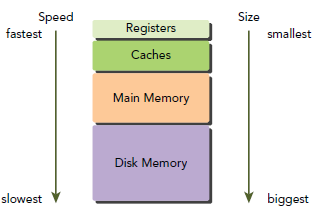 Speed
Size
fastest
Registers
smallest
Caches
Main Memory
Disk Memory
slowest
biggest